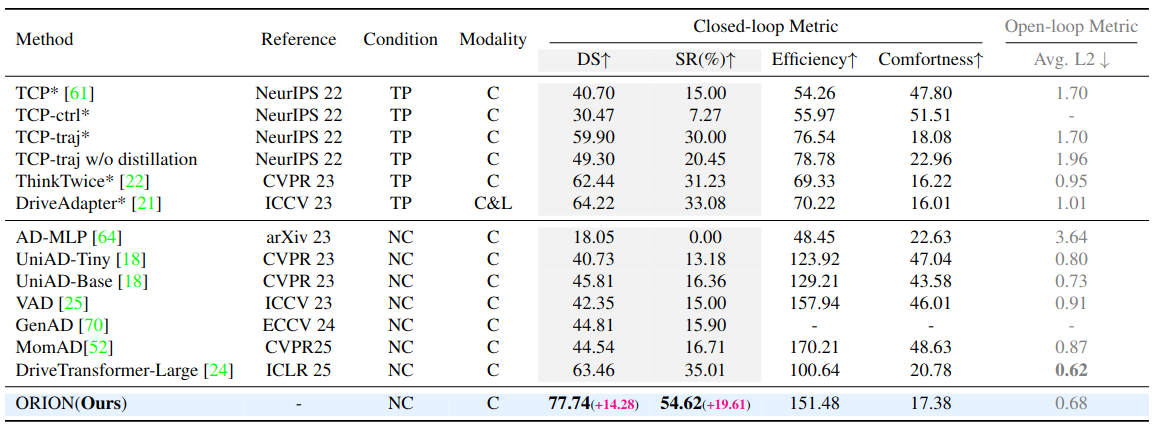 Method Reference Condition Modality Closed-loop Metric Open-loop Metric
DS↑ SR(%)↑ Efficiency↑ Comfortness↑ Avg. L2 ↓
TCP* [61] NeurIPS 22 TP C 40.70 15.00 54.26 47.80 1.70
TCP-ctrl* NeurIPS 22 TP C 30.47 7.27 55.97 51.51 -
TCP-traj* NeurIPS 22 TP C 59.90 30.00 76.54 18.08 1.70
TCP-traj w/o distillation NeurIPS 22 TP C 49.30 20.45 78.78 22.96 1.96
ThinkTwice* [22] CVPR 23 TP C 62.44 31.23 69.33 16.22 0.95
DriveAdapter* [21] ICCV 23 TP C&L 64.22 33.08 70.22 16.01 1.01
AD-MLP [64] arXiv 23 NC C 18.05 0.00 48.45 22.63 3.64
UniAD-Tiny [18] CVPR 23 NC C 40.73 13.18 123.92 47.04 0.80
UniAD-Base [18] CVPR 23 NC C 45.81 16.36 129.21 43.58 0.73
VAD [25] ICCV 23 NC C 42.35 15.00 157.94 46.01 0.91
GenAD [70] ECCV 24 NC C 44.81 15.90 - - -
MomAD[52] CVPR25 NC C 44.54 16.71 170.21 48.63 0.87
DriveTransformer-Large [24] ICLR 25 NC C 63.46 35.01 100.64 20.78 0.62
ORION(Ours) - NC C 77.74(+14.28) 54.62(+19.61) 151.48 17.38 0.68